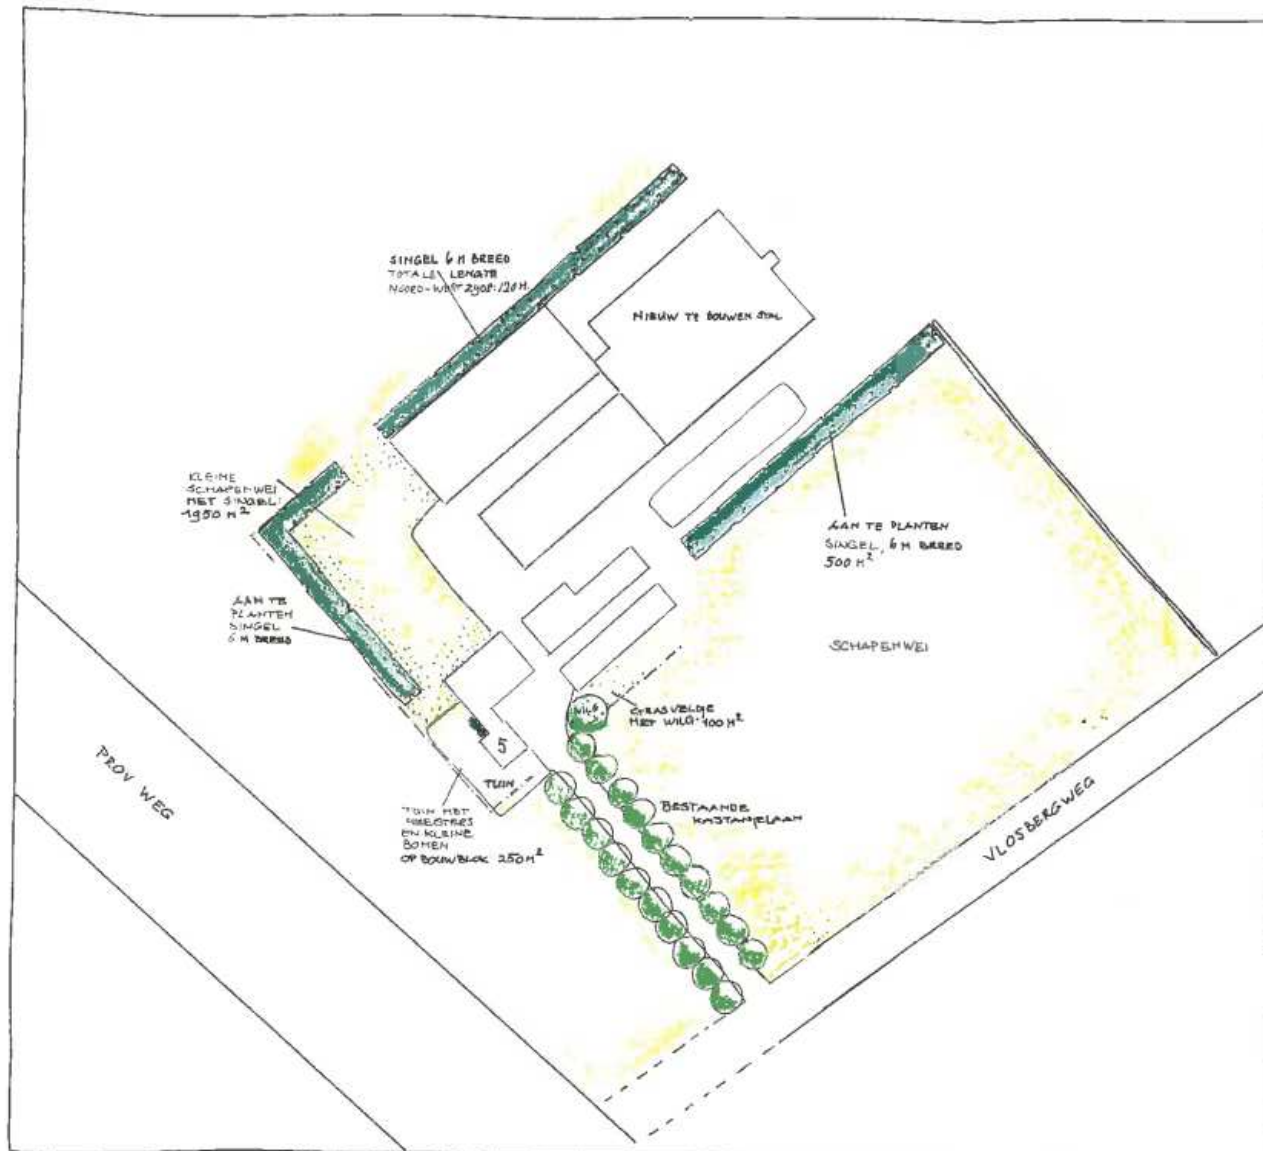 SINGEL 6 M BREED
TOTALE LENGTE
NOORD-WEST ZYDE: 120 M.
NIEUW TE BOUWEN STAL
KLEINE
SCHAPENWEI
MET SINGEL
1950 M²
AAN TE PLANTEN
SINGEL, 6 M BREED
500 M²
AAN TE
PLANTEN
SINGEL
6 M BREED
SCHAPENWEI
WILG
GRASVELDJE
MET WILG. 100 M²
5
TUIN
PROV WEG
TUIN MET
HEESTERS
EN KLEINE
BOMEN
OP BOUWBLOK 250 M²
BESTAANDE
KASTANJELAAN
VLOSBERGWEG